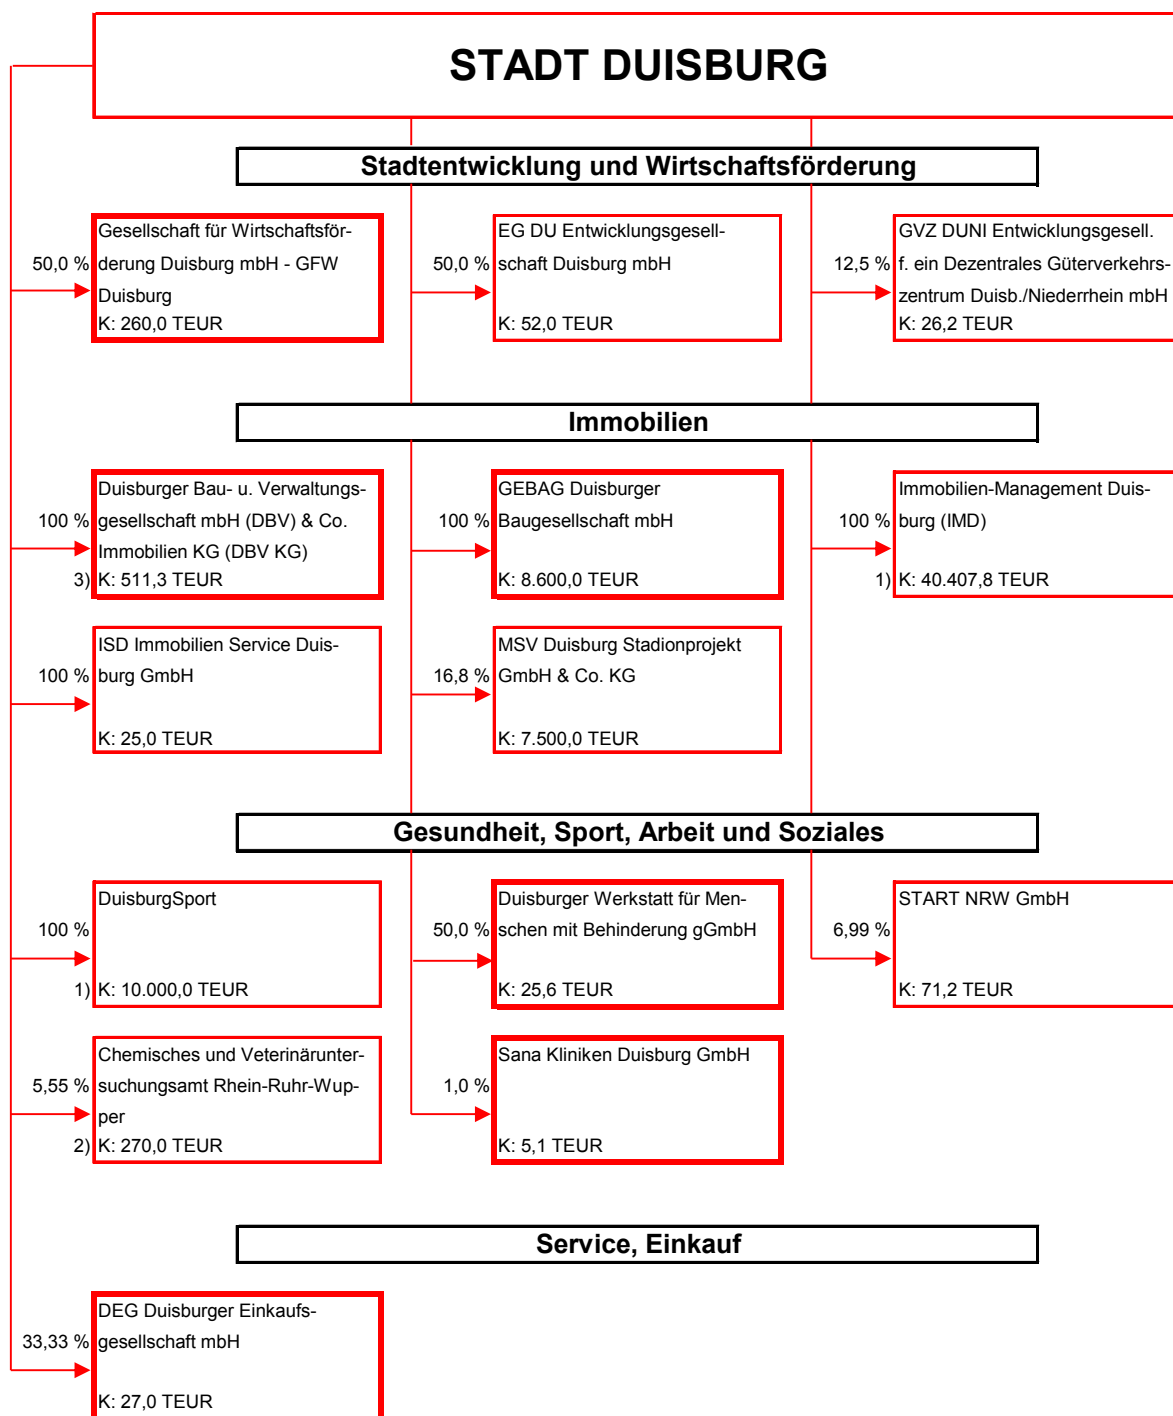 STADT DUISBURG
Stadtentwicklung und Wirtschaftsförderung
50,0 %
Gesellschaft für Wirtschaftsför-
derung Duisburg mbH - GFW
Duisburg
K: 260,0 TEUR
50,0 %
EG DU Entwicklungsgesell-
schaft Duisburg mbH
K: 52,0 TEUR
12,5 %
GVZ DUNI Entwicklungsgesell.
f. ein Dezentrales Güterverkehrs-
zentrum Duisb./Niederrhein mbH
K: 26,2 TEUR
Immobilien
100 %
Duisburger Bau- u. Verwaltungs-
gesellschaft mbH (DBV) & Co.
Immobilien KG (DBV KG)
3) K: 511,3 TEUR
100 %
GEBAG Duisburger
Baugesellschaft mbH
K: 8.600,0 TEUR
100 %
Immobilien-Management Duis-
burg (IMD)
1) K: 40.407,8 TEUR
100 %
ISD Immobilien Service Duis-
burg GmbH
K: 25,0 TEUR
16,8 %
MSV Duisburg Stadionprojekt
GmbH & Co. KG
K: 7.500,0 TEUR
Gesundheit, Sport, Arbeit und Soziales
100 %
DuisburgSport
1) K: 10.000,0 TEUR
50,0 %
Duisburger Werkstatt für Men-
schen mit Behinderung gGmbH
K: 25,6 TEUR
6,99 %
START NRW GmbH
K: 71,2 TEUR
5,55 %
Chemisches und Veterinärunter-
suchungsamt Rhein-Ruhr-Wup-
per
2) K: 270,0 TEUR
1,0 %
Sana Kliniken Duisburg GmbH
K: 5,1 TEUR
Service, Einkauf
33,33 %
DEG Duisburger Einkaufs-
gesellschaft mbH
K: 27,0 TEUR